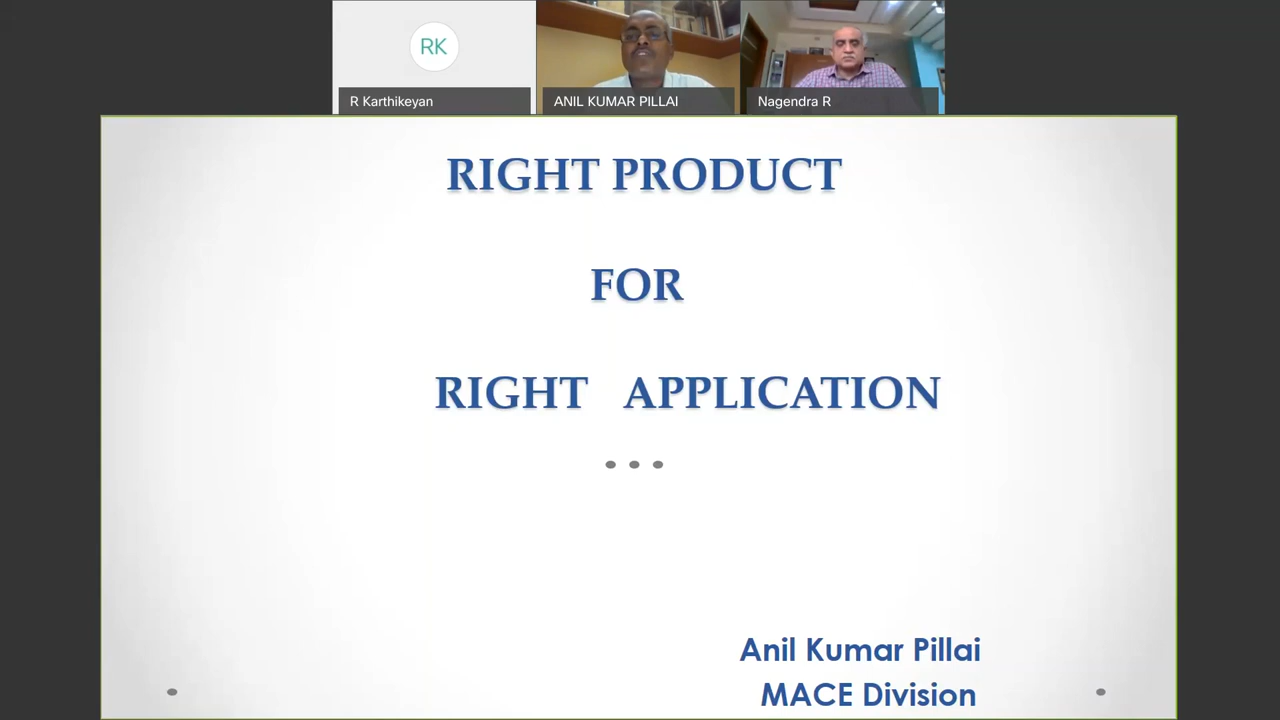 RK
R Karthikeyan
ANIL KUMAR PILLAI
Nagendra R
RIGHT PRODUCT
FOR
RIGHT APPLICATION
Anil Kumar Pillai
MACE Division